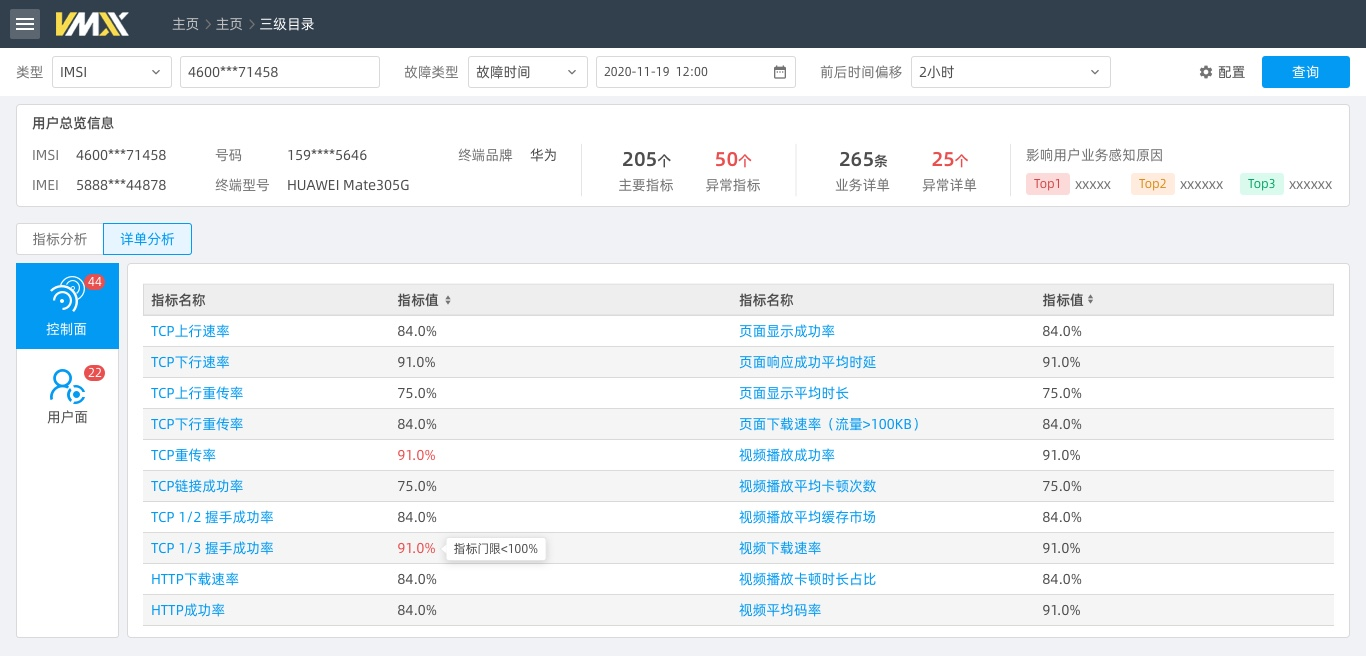 VMX 主页 > 主页 > 三级目录
类型 IMSI 4600***71458 故障类型 故障时间 2020-11-19 12:00 前后时间偏移 2小时 配置 查询
用户总览信息
IMSI 4600***71458 号码 159****5646 终端品牌 华为
IMEI 5888***44878 终端型号 HUAWEI Mate305G
205个 50个 265条 25个
主要指标 异常指标 业务详单 异常详单
影响用户业务感知原因
Top1 xxxxx Top2 xxxxxx Top3 xxxxxx
指标分析 详单分析
44
控制面
22
用户面
指标名称 指标值 指标名称 指标值
TCP上行速率 84.0% 页面显示成功率 84.0%
TCP下行速率 91.0% 页面响应成功平均时延 91.0%
TCP上行重传率 75.0% 页面显示平均时长 75.0%
TCP下行重传率 84.0% 页面下载速率（流量>100KB） 84.0%
TCP重传率 91.0% 视频播放成功率 91.0%
TCP链接成功率 75.0% 视频播放平均卡顿次数 75.0%
TCP 1/2 握手成功率 84.0% 视频播放平均缓存市场 84.0%
TCP 1/3 握手成功率 91.0% 指标门限<100% 视频下载速率 91.0%
HTTP下载速率 84.0% 视频播放卡顿时长占比 84.0%
HTTP成功率 84.0% 视频平均码率 91.0%